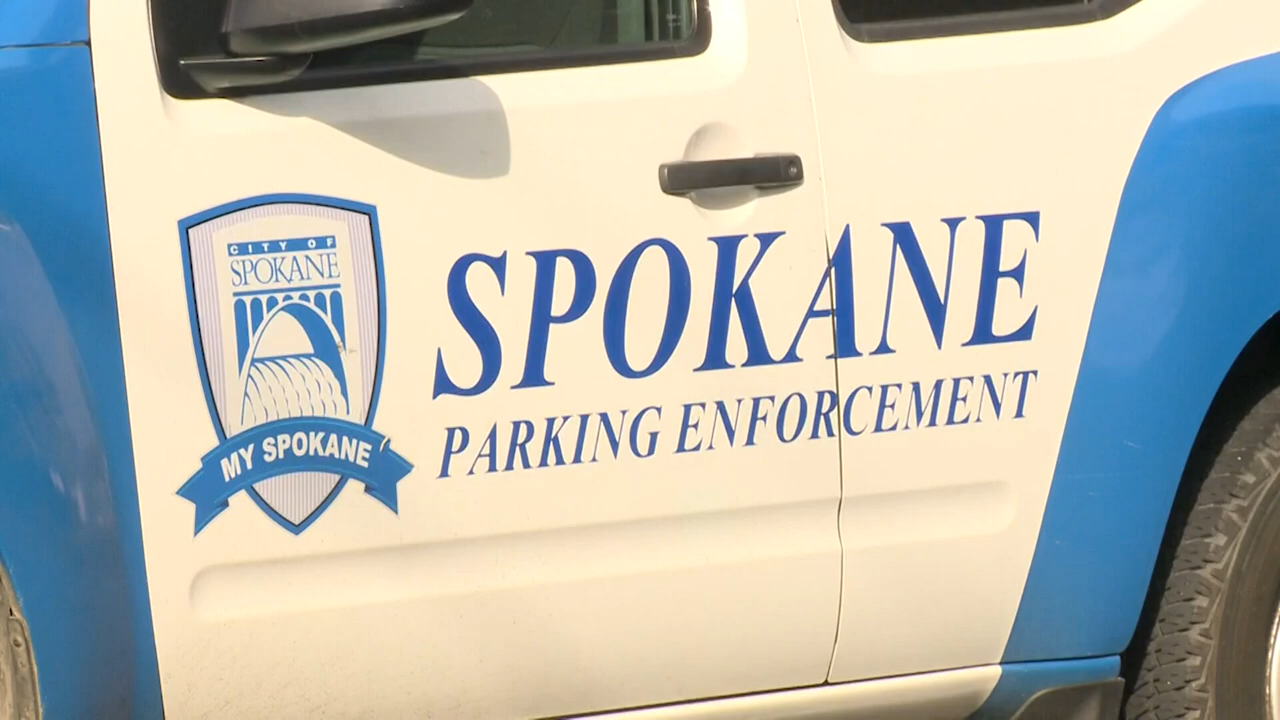 CITY OF
SPOKANE
MY SPOKANE
SPOKANE
PARKING ENFORCEMENT